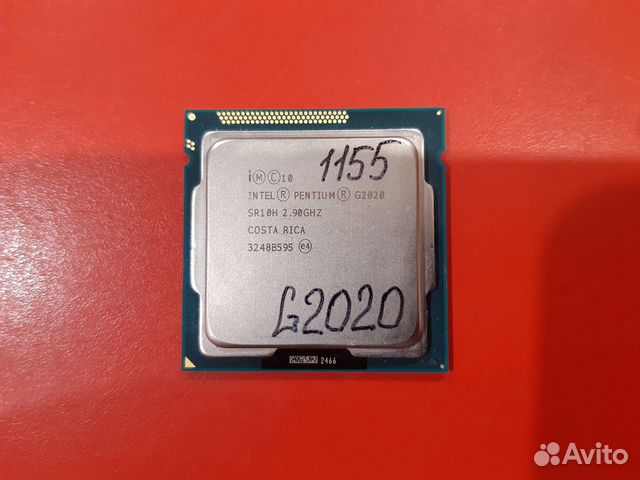 i Ⓜ Ⓒ 10
1155
INTEL® PENTIUM® G2020
SR10H 2.90GHZ
COSTA RICA
3248B595 e4
G2020
2466
Avito